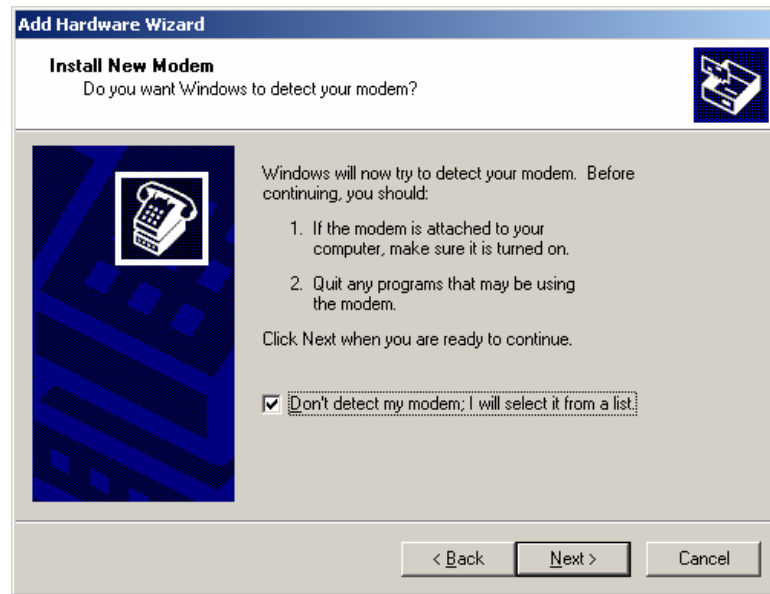 Add Hardware Wizard
Install New Modem
Do you want Windows to detect your modem?
Windows will now try to detect your modem. Before
continuing, you should:
1. If the modem is attached to your
computer, make sure it is turned on.
2. Quit any programs that may be using
the modem.
Click Next when you are ready to continue.
Don't detect my modem; I will select it from a list.
< Back Next > Cancel